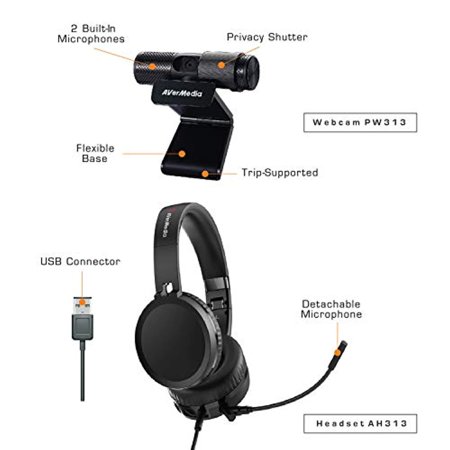 2 Built-In
Microphones
Privacy Shutter
AVerMedia
Webcam PW313
Flexible
Base
Trip-Supported
AVerMedia
USB Connector
Detachable
Microphone
Headset AH313